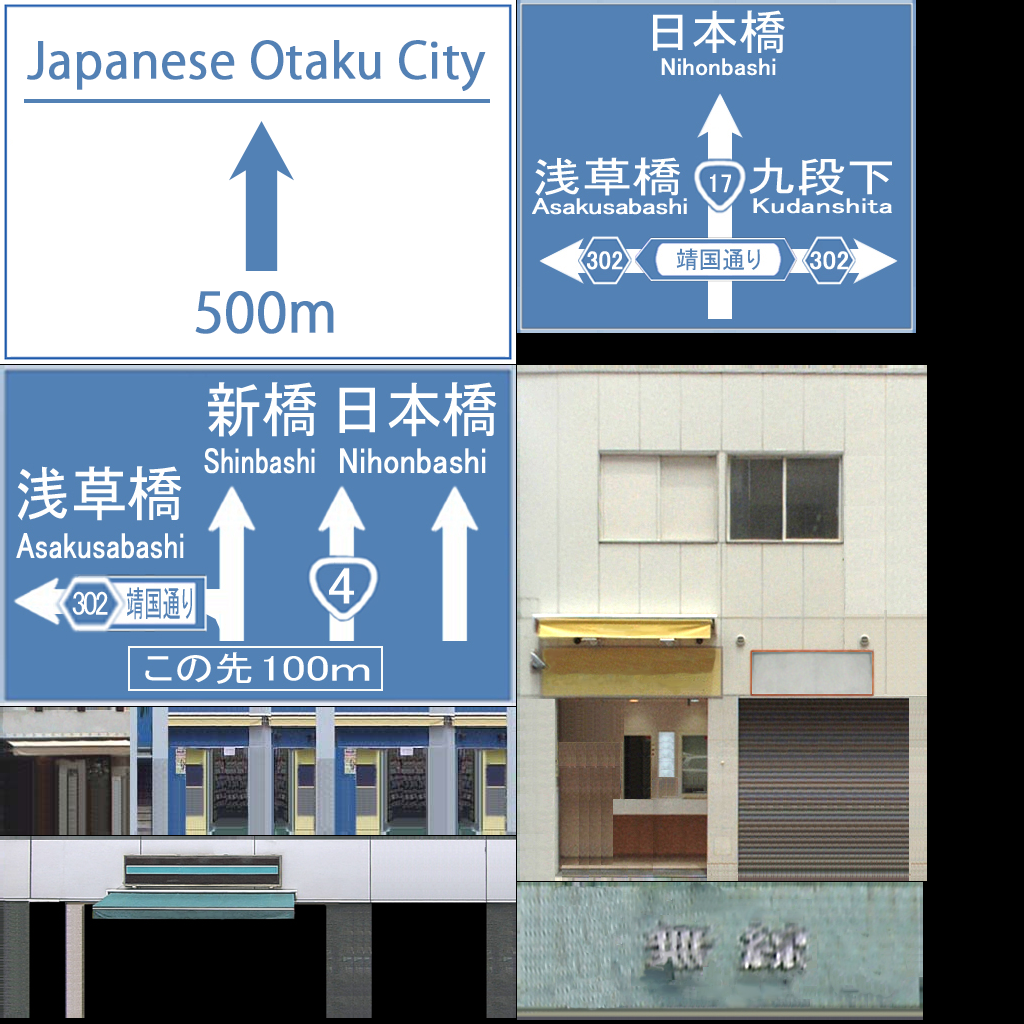 Japanese Otaku City
500m
日本橋
Nihonbashi
浅草橋
Asakusabashi
17
九段下
Kudanshita
302
靖国通り
302
新橋
Shinbashi
日本橋
Nihonbashi
浅草橋
Asakusabashi
302
靖国通り
4
この先100m
無線